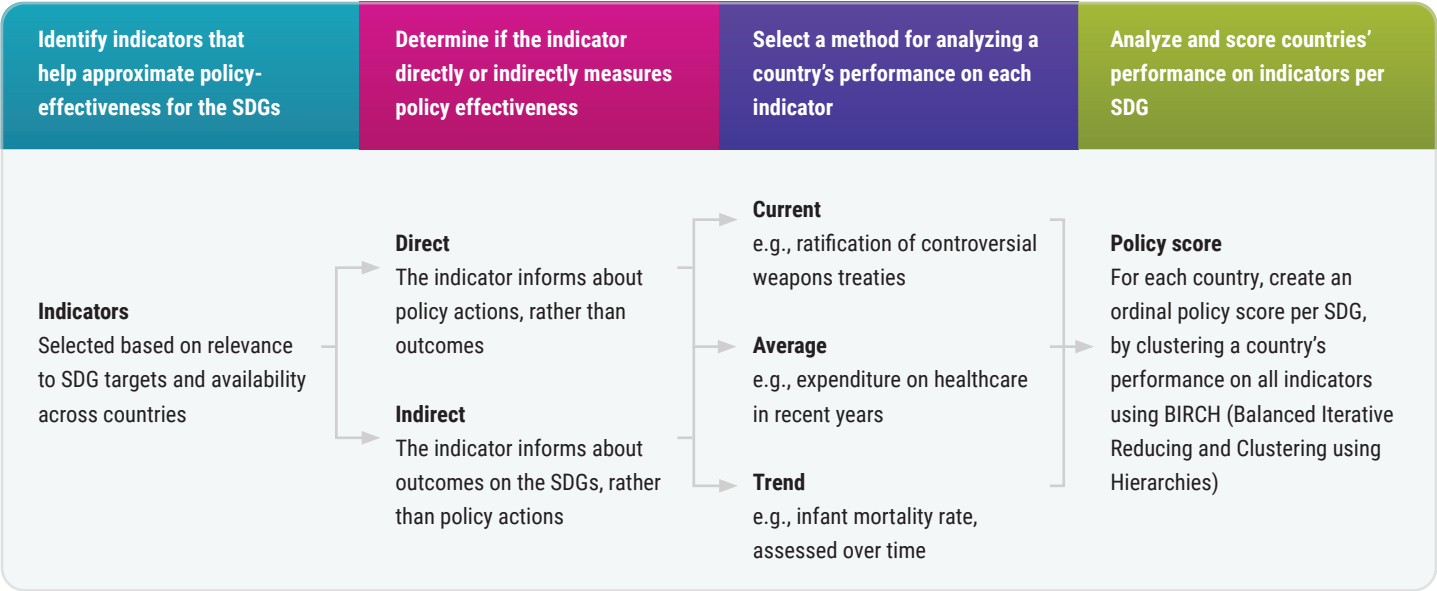 Identify indicators that
help approximate policy-
effectiveness for the SDGs
Determine if the indicator
directly or indirectly measures
policy effectiveness
Select a method for analyzing a
country’s performance on each
indicator
Analyze and score countries’
performance on indicators per
SDG
Indicators
Selected based on relevance
to SDG targets and availability
across countries
Direct
The indicator informs about
policy actions, rather than
outcomes
Indirect
The indicator informs about
outcomes on the SDGs, rather
than policy actions
Current
e.g., ratification of controversial
weapons treaties
Average
e.g., expenditure on healthcare
in recent years
Trend
e.g., infant mortality rate,
assessed over time
Policy score
For each country, create an
ordinal policy score per SDG,
by clustering a country’s
performance on all indicators
using BIRCH (Balanced Iterative
Reducing and Clustering using
Hierarchies)